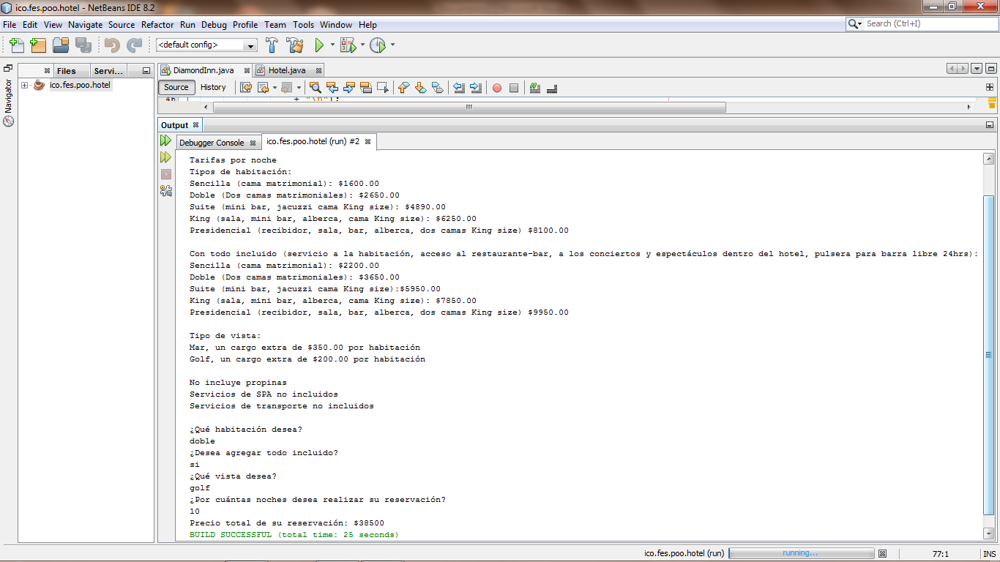 ico.fes.poo.hotel - NetBeans IDE 8.2
File Edit View Navigate Source Refactor Run Debug Profile Team Tools Window Help
Search (Ctrl+I)
<default config>
Files Servi...
DiamondInn.java Hotel.java
Navigator
ico.fes.poo.hotel
Source History
46 + "\n");
Output
Debugger Console ico.fes.poo.hotel (run) #2
Tarifas por noche
Tipos de habitación:
Sencilla (cama matrimonial): $1600.00
Doble (Dos camas matrimoniales): $2650.00
Suite (mini bar, jacuzzi cama King size): $4890.00
King (sala, mini bar, alberca, cama King size): $6250.00
Presidencial (recibidor, sala, bar, alberca, dos camas King size) $8100.00
Con todo incluido (servicio a la habitación, acceso al restaurante-bar, a los conciertos y espectáculos dentro del hotel, pulsera para barra libre 24hrs):
Sencilla (cama matrimonial): $2200.00
Doble (Dos camas matrimoniales): $3650.00
Suite (mini bar, jacuzzi cama King size):$5950.00
King (sala, mini bar, alberca, cama King size): $7850.00
Presidencial (recibidor, sala, bar, alberca, dos camas King size) $9950.00
Tipo de vista:
Mar, un cargo extra de $350.00 por habitación
Golf, un cargo extra de $200.00 por habitación
No incluye propinas
Servicios de SPA no incluidos
Servicios de transporte no incluidos
¿Qué habitación desea?
doble
¿Desea agregar todo incluido?
si
¿Qué vista desea?
golf
¿Por cuántas noches desea realizar su reservación?
10
Precio total de su reservación: $38500
BUILD SUCCESSFUL (total time: 25 seconds)
ico.fes.poo.hotel (run) running... 77:1 INS